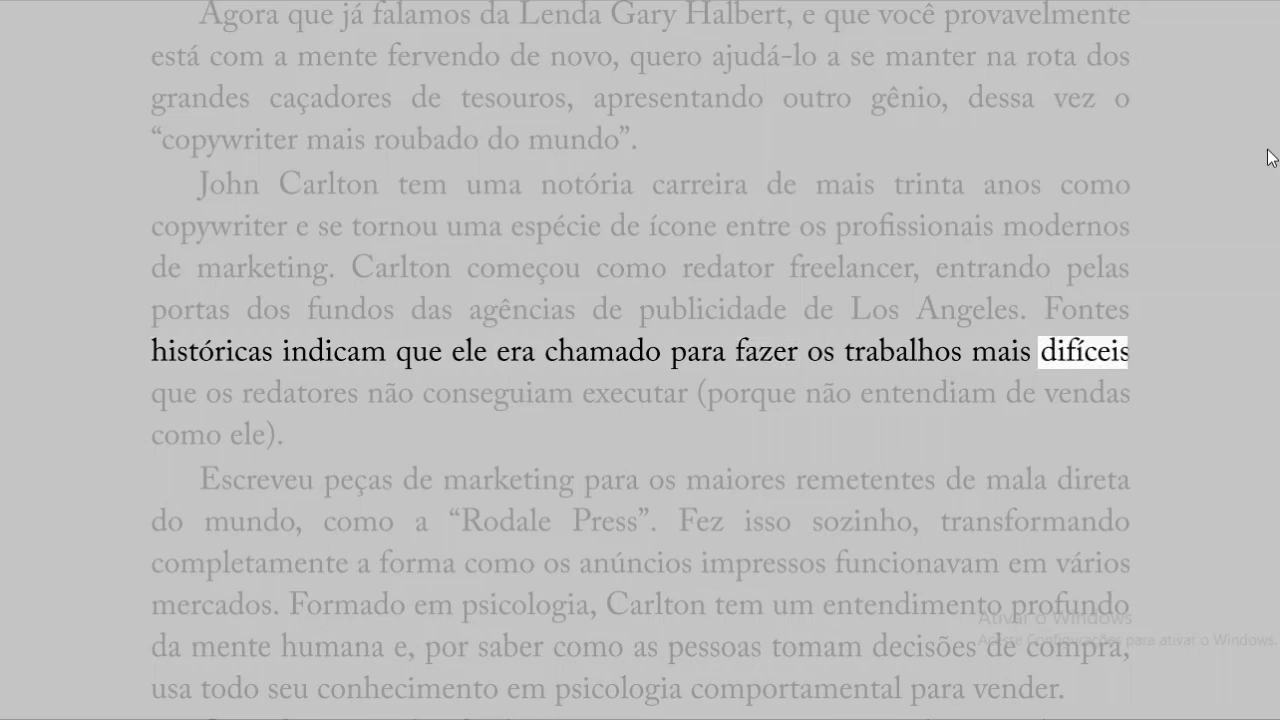 Agora que já falamos da Lenda Gary Halbert, e que você provavelmente
está com a mente fervendo de novo, quero ajudá-lo a se manter na rota dos
grandes caçadores de tesouros, apresentando outro gênio, dessa vez o
“copywriter mais roubado do mundo”.
John Carlton tem uma notória carreira de mais trinta anos como
copywriter e se tornou uma espécie de ícone entre os profissionais modernos
de marketing. Carlton começou como redator freelancer, entrando pelas
portas dos fundos das agências de publicidade de Los Angeles. Fontes
históricas indicam que ele era chamado para fazer os trabalhos mais difíceis
que os redatores não conseguiam executar (porque não entendiam de vendas
como ele).
Escreveu peças de marketing para os maiores remetentes de mala direta
do mundo, como a “Rodale Press”. Fez isso sozinho, transformando
completamente a forma como os anúncios impressos funcionavam em vários
mercados. Formado em psicologia, Carlton tem um entendimento profundo
da mente humana e, por saber como as pessoas tomam decisões de compra,
usa todo seu conhecimento em psicologia comportamental para vender.
Ativar o Windows
Acesse Configurações para ativar o Windows.